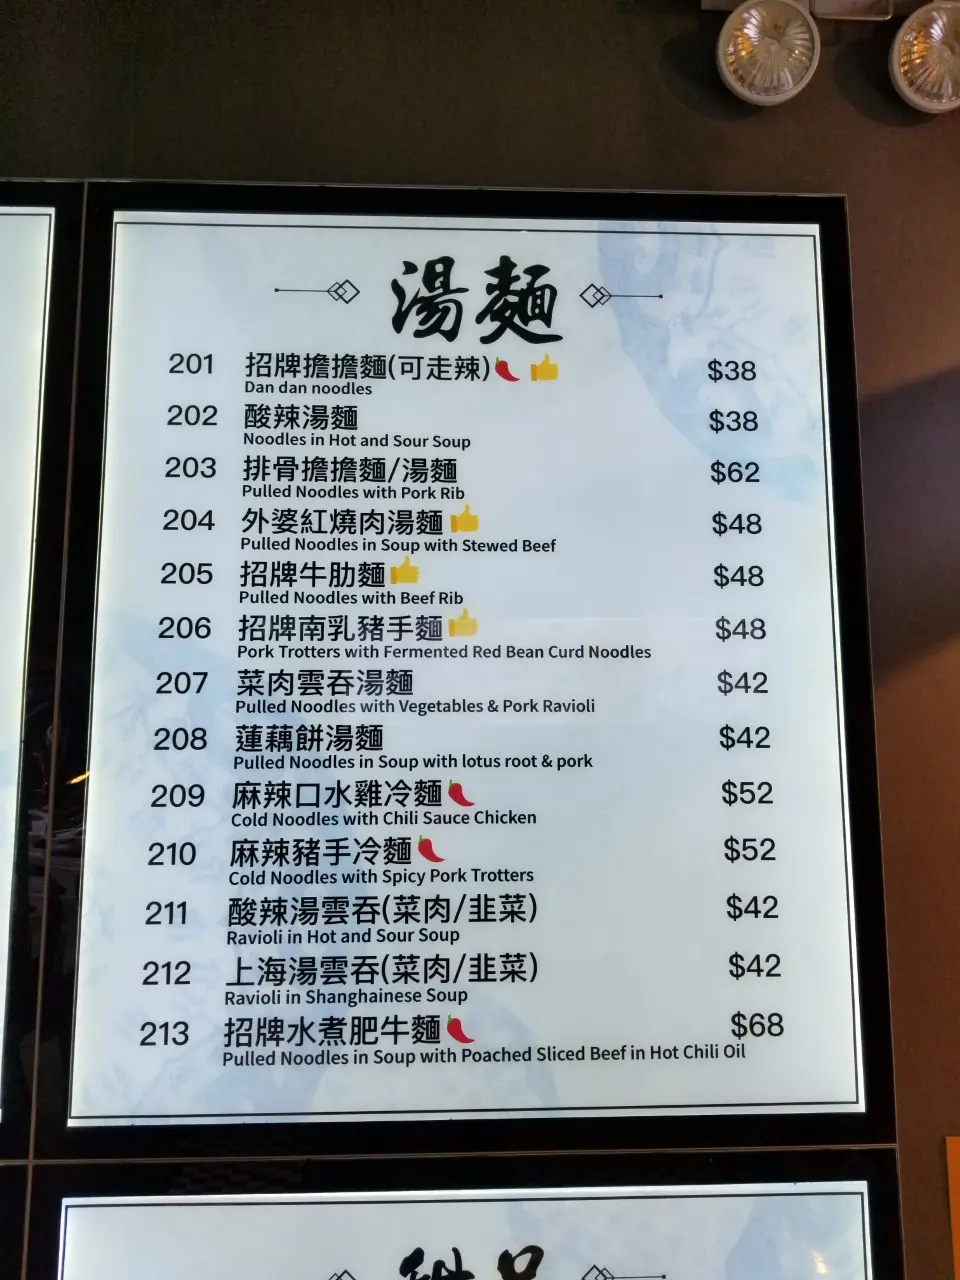 湯麵
201 招牌擔擔麵(可走辣) $38
Dan dan noodles
202 酸辣湯麵 $38
Noodles in Hot and Sour Soup
203 排骨擔擔麵/湯麵 $62
Pulled Noodles with Pork Rib
204 外婆紅燒肉湯麵 $48
Pulled Noodles in Soup with Stewed Beef
205 招牌牛肋麵 $48
Pulled Noodles with Beef Rib
206 招牌南乳豬手麵 $48
Pork Trotters with Fermented Red Bean Curd Noodles
207 菜肉雲吞湯麵 $42
Pulled Noodles with Vegetables & Pork Ravioli
208 蓮藕餅湯麵 $42
Pulled Noodles in Soup with lotus root & pork
209 麻辣口水雞冷麵 $52
Cold Noodles with Chili Sauce Chicken
210 麻辣豬手冷麵 $52
Cold Noodles with Spicy Pork Trotters
211 酸辣湯雲吞(菜肉/韭菜) $42
Ravioli in Hot and Sour Soup
212 上海湯雲吞(菜肉/韭菜) $42
Ravioli in Shanghainese Soup
213 招牌水煮肥牛麵 $68
Pulled Noodles in Soup with Poached Sliced Beef in Hot Chili Oil